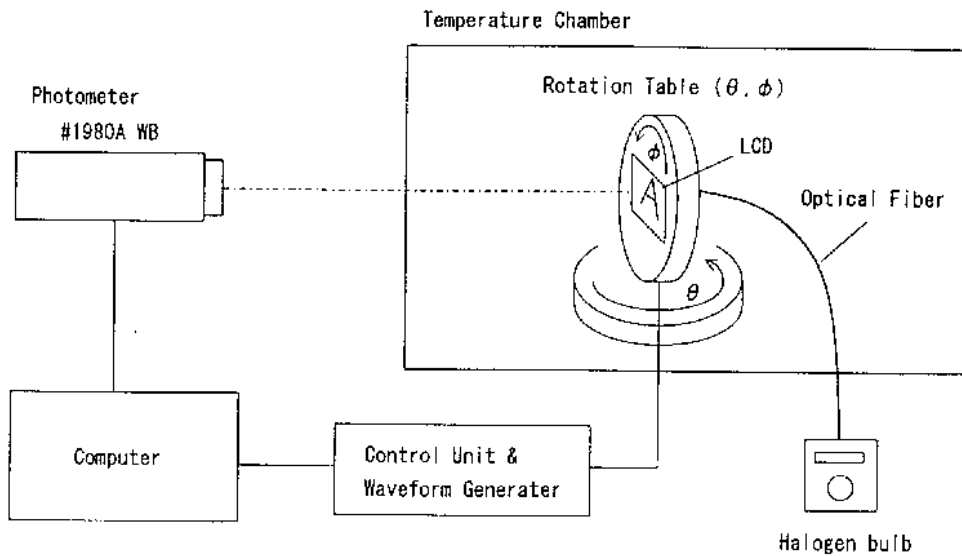 Temperature Chamber
Rotation Table (θ, φ)
Photometer
#1980A WB
LCD
φ
A
Optical Fiber
θ
Computer
Control Unit &
Waveform Generater
Halogen bulb